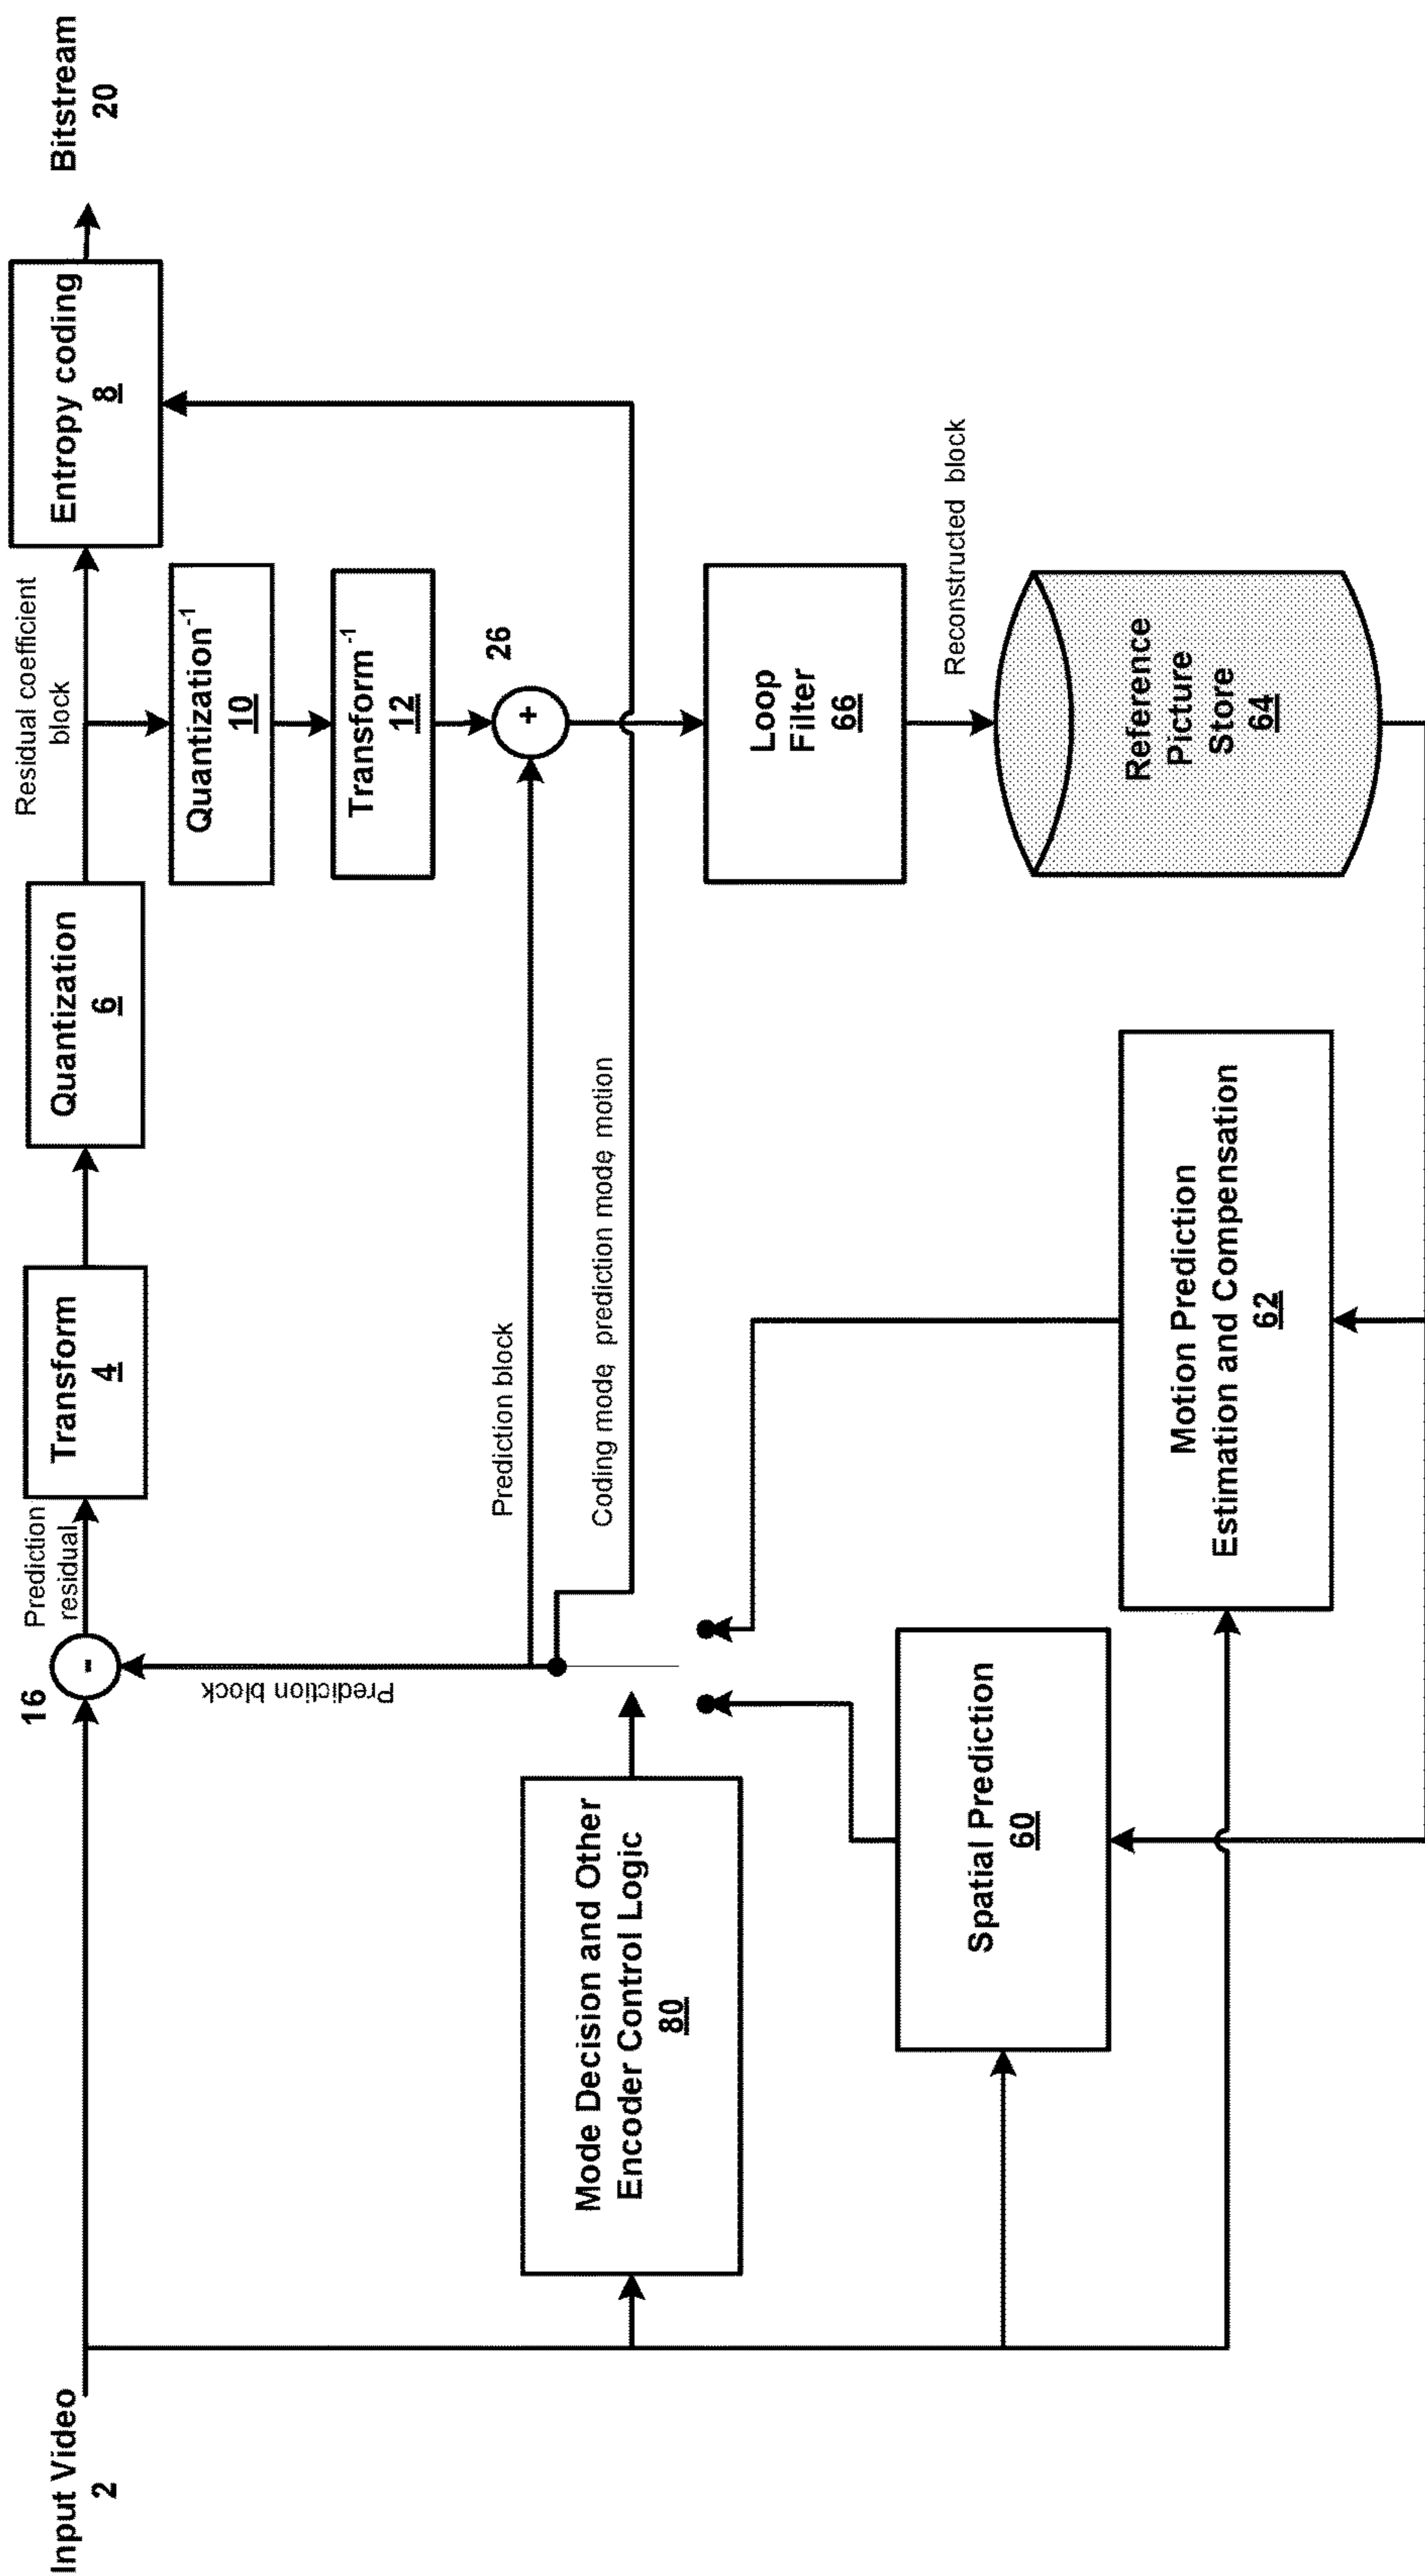 Input Video
2
16
Prediction
residual
Transform
4
Quantization
6
Residual coefficient
block
Entropy coding
8
Bitstream
20
Prediction block
Quantization-1
10
Transform-1
12
26
+
-
Prediction block
Coding mode, prediction mode, motion
Mode Decision and Other
Encoder Control Logic
80
Loop
Filter
66
Reconstructed block
Spatial Prediction
60
Motion Prediction
Estimation and Compensation
62
Reference
Picture
Store
64